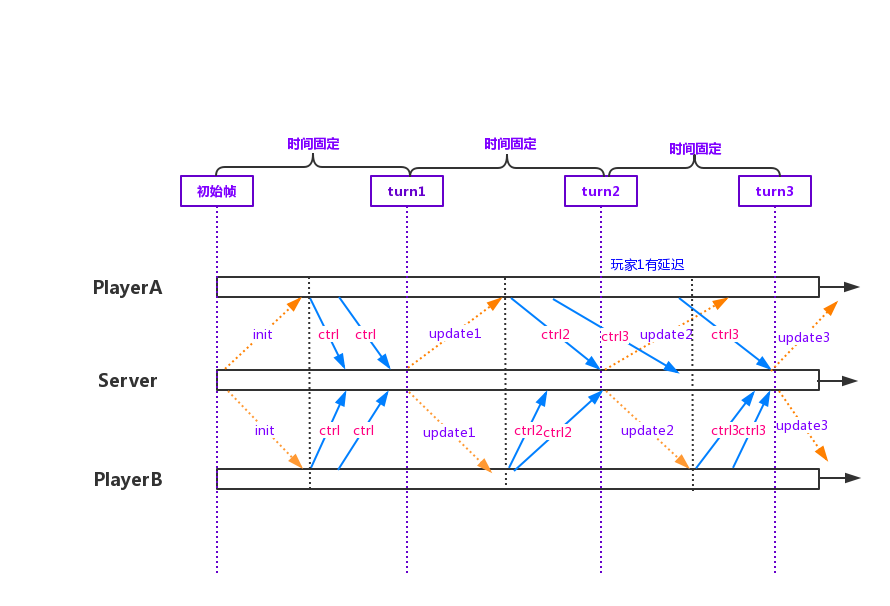 时间固定
时间固定
时间固定
初始帧
turn1
turn2
turn3
玩家1有延迟
PlayerA
init
ctrl
ctrl
update1
ctrl2
ctrl3
update2
ctrl3
update3
Server
init
ctrl
ctrl
update1
ctrl2
ctrl2
update2
ctrl3
ctrl3
update3
PlayerB